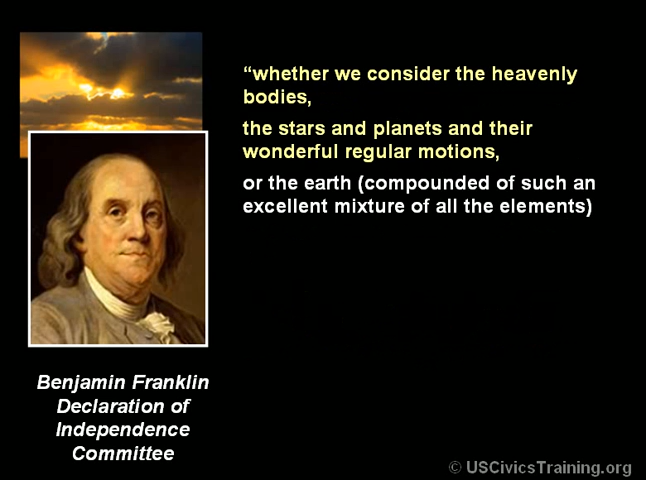 “whether we consider the heavenly
bodies,
the stars and planets and their
wonderful regular motions,
or the earth (compounded of such an
excellent mixture of all the elements)
Benjamin Franklin
Declaration of
Independence
Committee
© USCivicsTraining.org